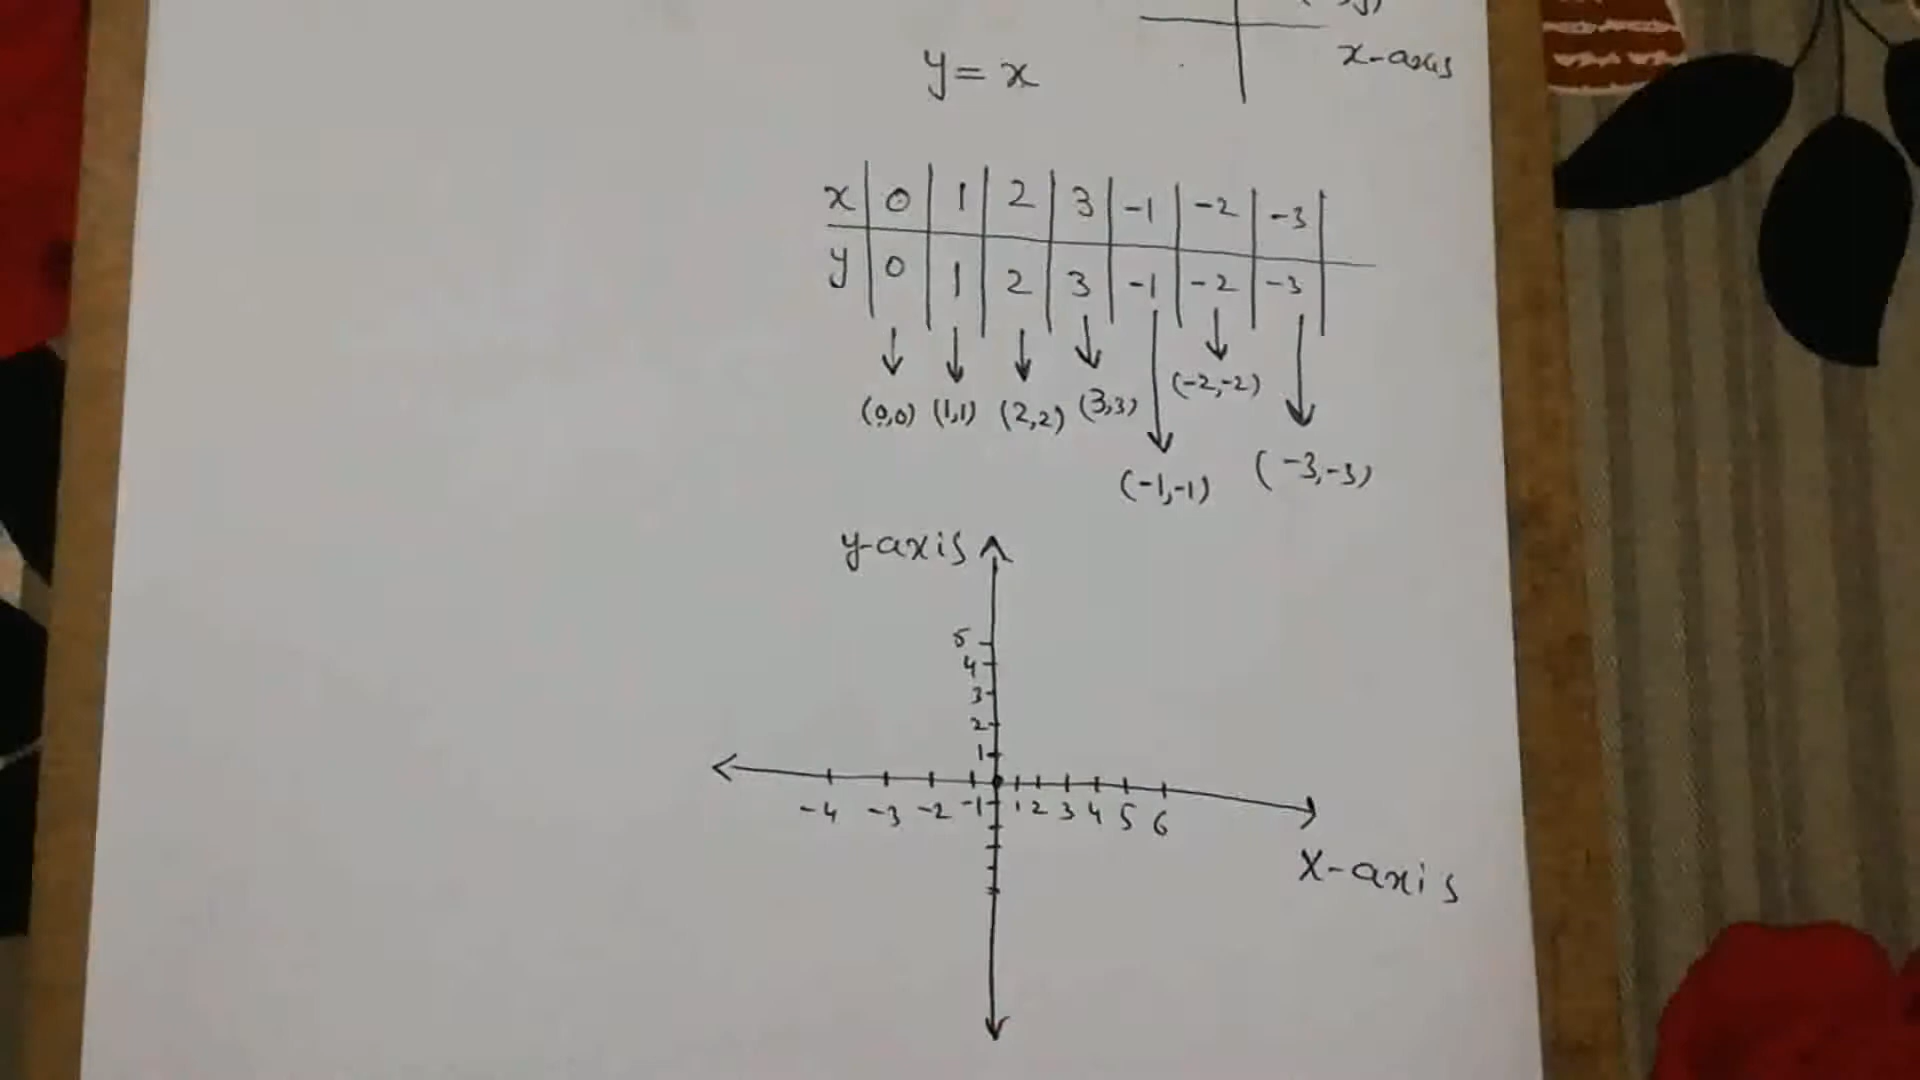 x-axis
y = x
x 0 1 2 3 -1 -2 -3
y 0 1 2 3 -1 -2 -3
(0,0) (1,1) (2,2) (3,3) (-2,-2)
(-1,-1) (-3,-3)
y-axis
5
4
3
2
1
-4 -3 -2 -1 1 2 3 4 5 6
X-axis